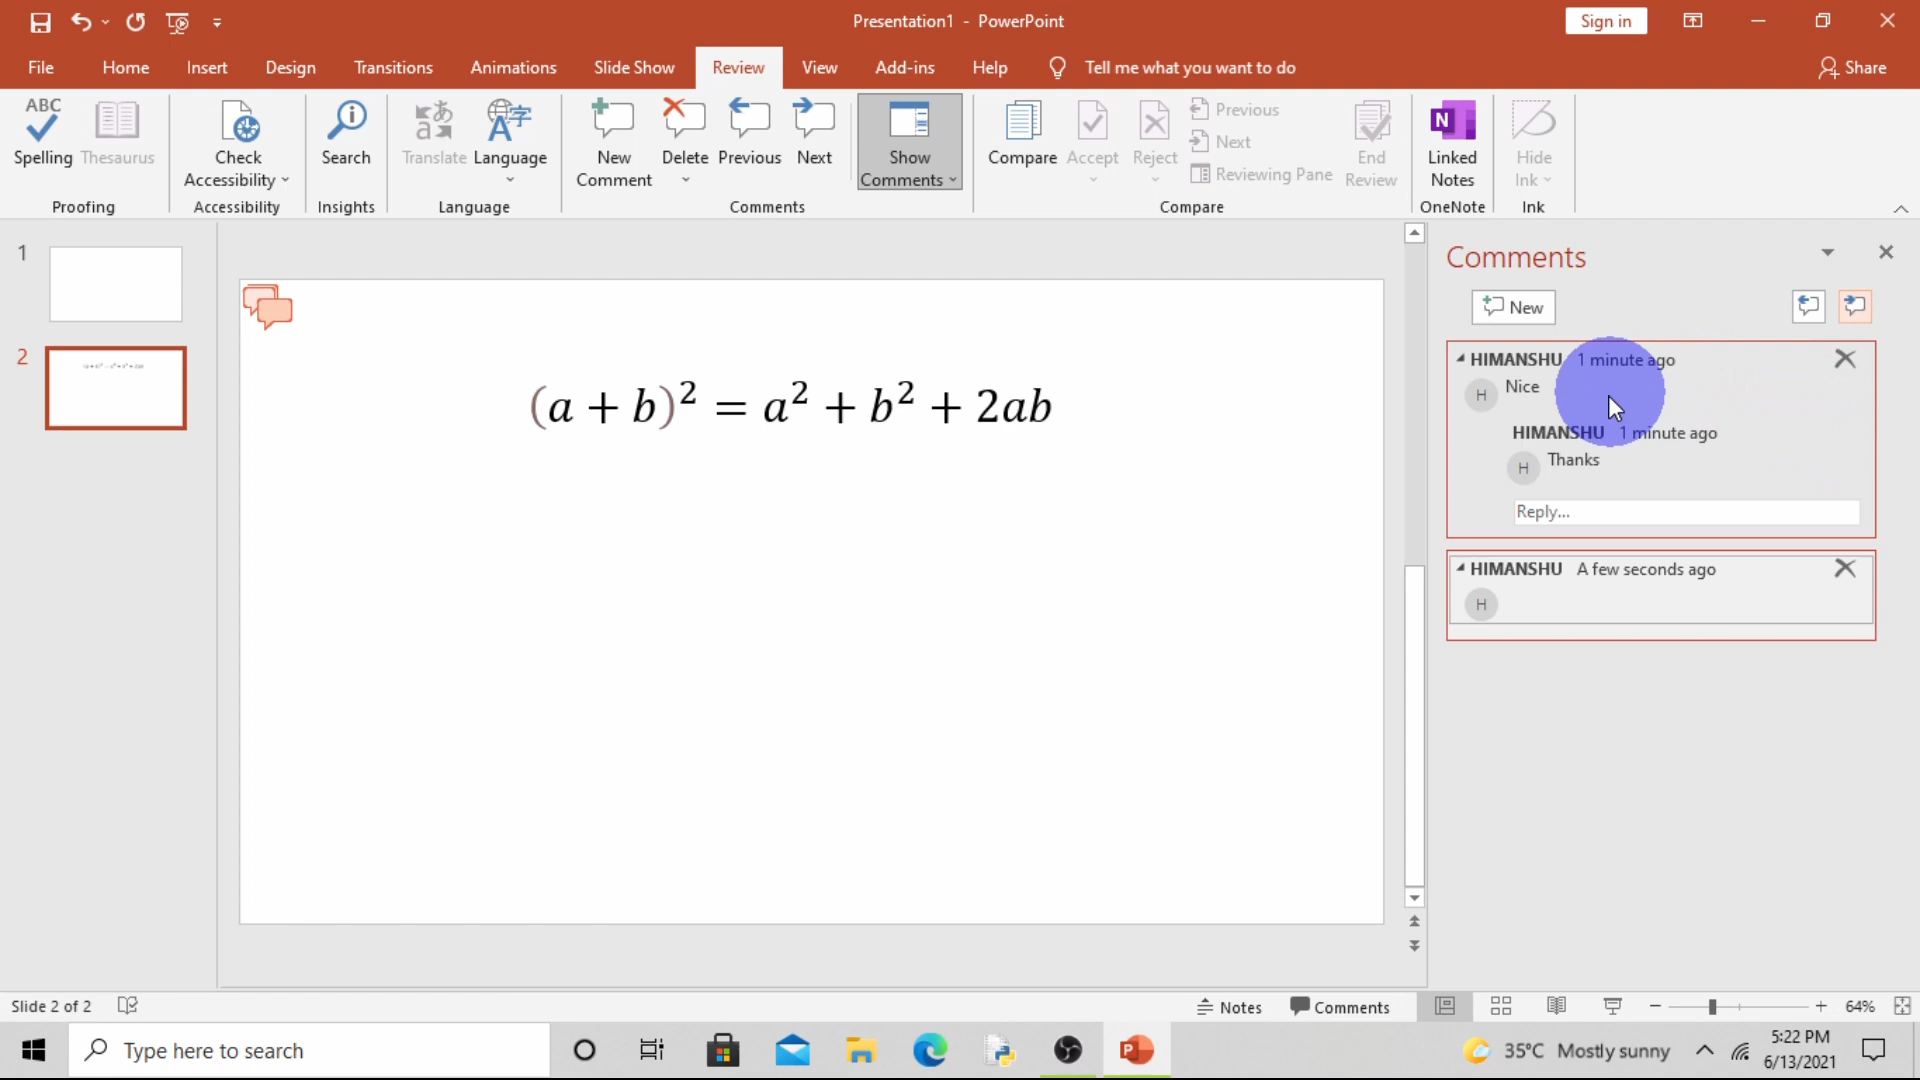 Presentation1 - PowerPoint
Sign in
File Home Insert Design Transitions Animations Slide Show Review View Add-ins Help Tell me what you want to do Share
ABC
Spelling Thesaurus
Check Accessibility
Search
Translate Language
New Comment
Delete
Previous
Next
Show Comments
Compare
Accept
Reject
Previous
Next
Reviewing Pane
End Review
Linked Notes
Hide Ink
Proofing Accessibility Insights Language Comments Compare OneNote Ink
1
2
(a + b)² = a² + b² + 2ab
Comments
New
HIMANSHU 1 minute ago
H Nice
HIMANSHU 1 minute ago
H Thanks
Reply...
HIMANSHU A few seconds ago
H
Slide 2 of 2
Notes Comments 64%
Type here to search
35°C Mostly sunny
5:22 PM
6/13/2021